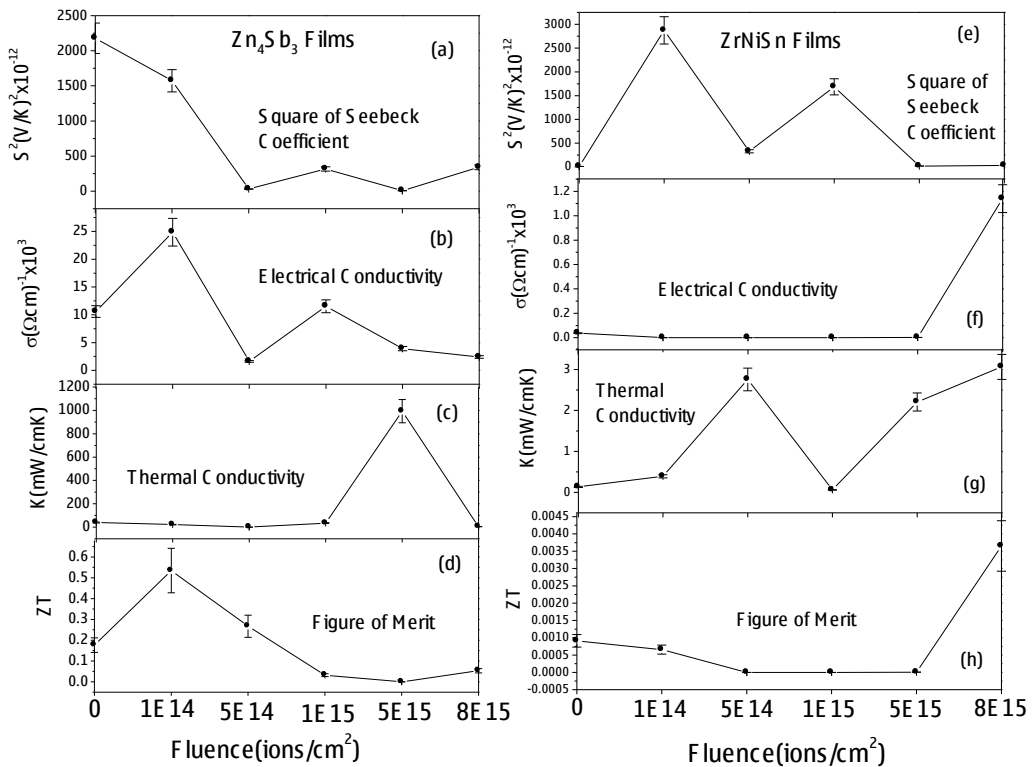 Zn4Sb3 Films
(a)
Square of Seebeck
Coefficient
S²(V/K)²x10⁻¹²
2500
2000
1500
1000
500
0
(b)
Electrical Conductivity
σ(Ωcm)⁻¹x10³
25
20
15
10
5
0
(c)
Thermal Conductivity
K(mW/cmK)
1200
1000
800
600
400
200
0
(d)
Figure of Merit
ZT
0.6
0.5
0.4
0.3
0.2
0.1
0.0
0 1E14 5E14 1E15 5E15 8E15
Fluence(ions/cm²)
ZrNiSn Films
(e)
Square of
Seebeck
Coefficient
S²(V/K)²x10⁻¹²
3000
2500
2000
1500
1000
500
0
(f)
Electrical Conductivity
σ(Ωcm)⁻¹x10³
1.2
1.0
0.8
0.6
0.4
0.2
0.0
(g)
Thermal
Conductivity
K(mW/cmK)
3
2
1
0
(h)
Figure of Merit
ZT
0.0045
0.0040
0.0035
0.0030
0.0025
0.0020
0.0015
0.0010
0.0005
0.0000
-0.0005
0 1E14 5E14 1E15 5E15 8E15
Fluence(ions/cm²)